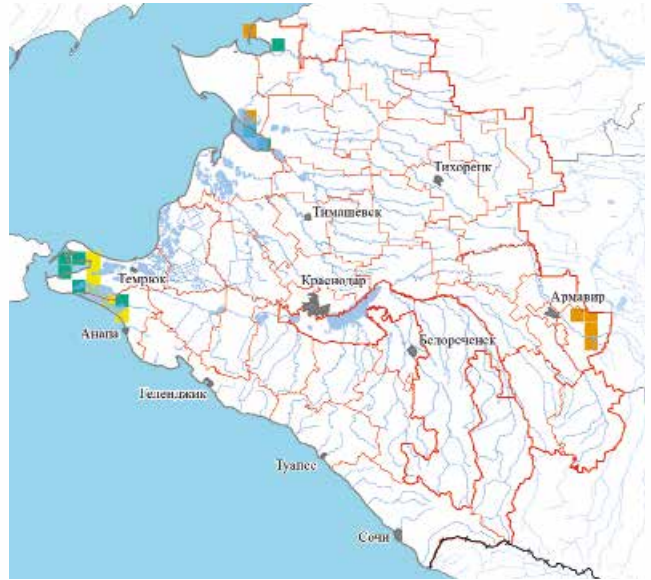 Тихорецк
Тимашевск
Темрюк
Краснодар
Армавир
Анапа
Белореченск
Геленджик
Туапсе
Сочи